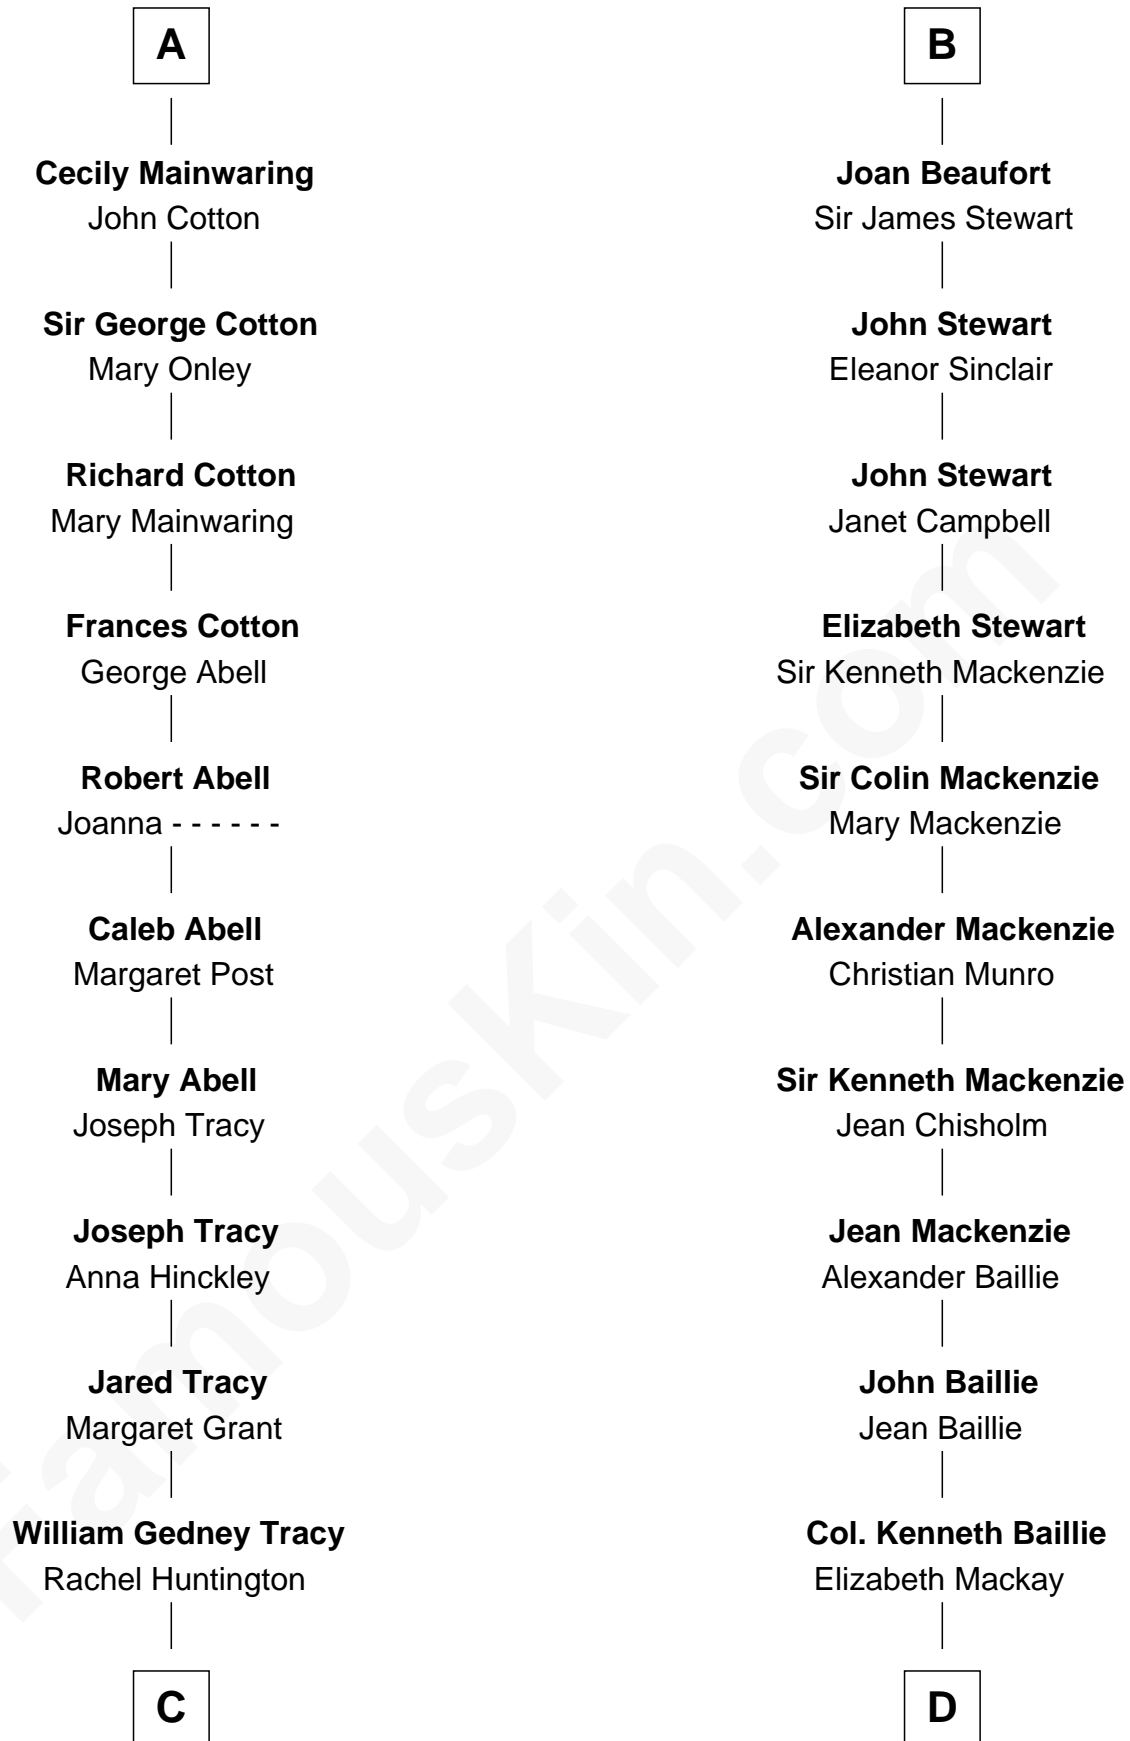 A
Cecily Mainwaring
John Cotton
Sir George Cotton
Mary Onley
Richard Cotton
Mary Mainwaring
Frances Cotton
George Abell
Robert Abell
Joanna - - - - - -
Caleb Abell
Margaret Post
Mary Abell
Joseph Tracy
Joseph Tracy
Anna Hinckley
Jared Tracy
Margaret Grant
William Gedney Tracy
Rachel Huntington
C
B
Joan Beaufort
Sir James Stewart
John Stewart
Eleanor Sinclair
John Stewart
Janet Campbell
Elizabeth Stewart
Sir Kenneth Mackenzie
Sir Colin Mackenzie
Mary Mackenzie
Alexander Mackenzie
Christian Munro
Sir Kenneth Mackenzie
Jean Chisholm
Jean Mackenzie
Alexander Baillie
John Baillie
Jean Baillie
Col. Kenneth Baillie
Elizabeth Mackay
D
FamousKin.com